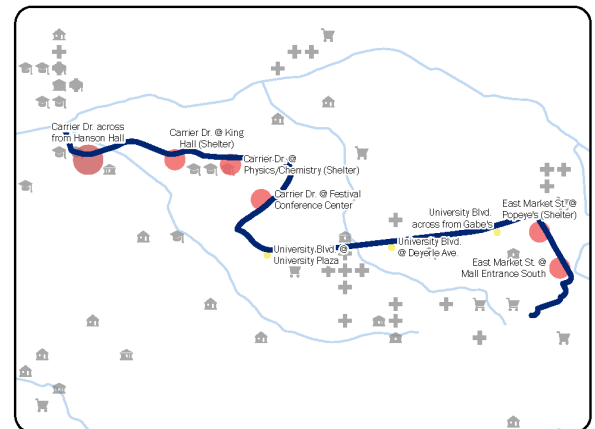 Carrier Dr. across
from Hanson Hall
Carrier Dr. @ King
Hall (Shelter)
Carrier Dr. @
Physics/Chemistry (Shelter)
Carrier Dr. @ Festival
Conference Center
University Blvd. @
University Plaza
University Blvd.
across from Gabe's
University Blvd.
@ Deyerle Ave.
East Market St. @
Popeye's (Shelter)
East Market St. @
Mall Entrance South